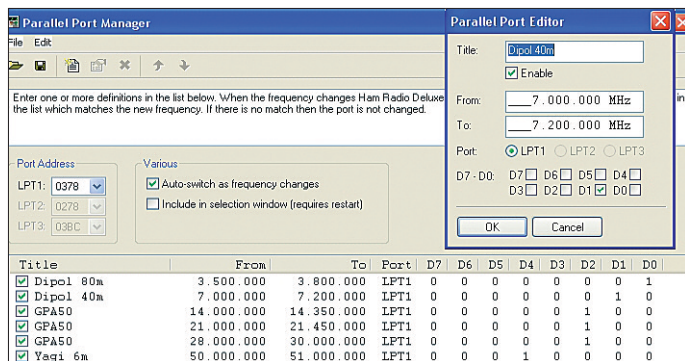 Parallel Port Manager
File Edit
Enter one or more definitions in the list below. When the frequency changes Ham Radio Deluxe
in
the list which matches the new frequency. If there is no match then the port is not changed.
Port Address
LPT1: 0378
LPT2: 0278
LPT3: 03BC
Various
Auto-switch as frequency changes
Include in selection window (requires restart)
Parallel Port Editor
Title: Dipol 40m
Enable
From: ___7.000.000 MHz
To: ___7.200.000 MHz
Port: LPT1 LPT2 LPT3
D7 - D0: D7 D6 D5 D4
D3 D2 D1 D0
OK Cancel
Title From To Port D7 D6 D5 D4 D3 D2 D1 D0
Dipol 80m 3.500.000 3.800.000 LPT1 0 0 0 0 0 0 0 1
Dipol 40m 7.000.000 7.200.000 LPT1 0 0 0 0 0 0 1 0
GPA50 14.000.000 14.350.000 LPT1 0 0 0 0 0 1 0 0
GPA50 21.000.000 21.450.000 LPT1 0 0 0 0 0 1 0 0
GPA50 28.000.000 30.000.000 LPT1 0 0 0 0 0 1 0 0
Yagi 6m 50.000.000 51.000.000 LPT1 0 0 0 1 0 0 0 0